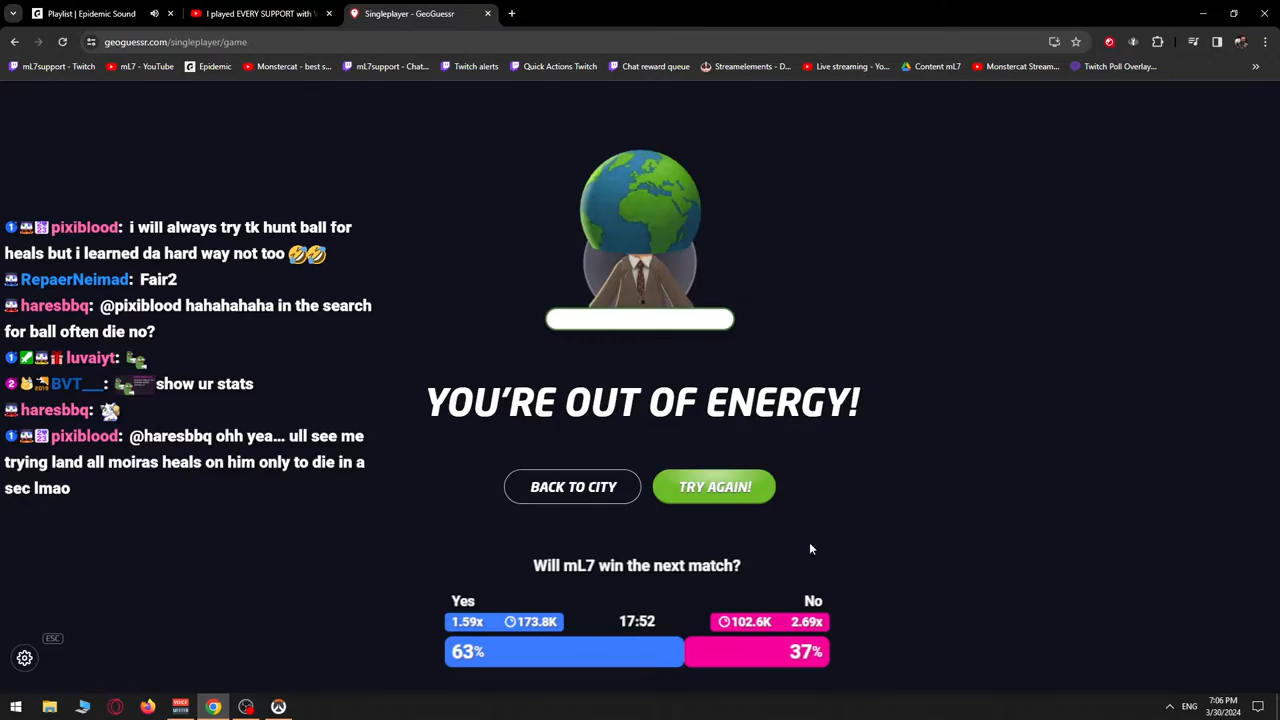 Playlist | Epidemic Sound
I played EVERY SUPPORT with
Singleplayer - GeoGuessr
geoguessr.com/singleplayer/game
mL7support - Twitch
mL7 - YouTube
Epidemic
Monstercat - best s...
mL7support - Chat...
Twitch alerts
Quick Actions Twitch
Chat reward queue
Streamelements - D...
Live streaming - Yo...
Content mL7
Monstercat Stream...
Twitch Poll Overlay...
pixiblood: i will always try tk hunt ball for
heals but i learned da hard way not too
RepaerNeimad: Fair2
haresbbq: @pixiblood hahahahaha in the search
for ball often die no?
luvaiyt:
BVT___: show ur stats
haresbbq:
pixiblood: @haresbbq ohh yea... ull see me
trying land all moiras heals on him only to die in a
sec lmao
YOU'RE OUT OF ENERGY!
BACK TO CITY
TRY AGAIN!
Will mL7 win the next match?
Yes
No
1.59x 173.8K
17:52
102.6K 2.69x
63%
37%
ESC
ENG
7:06 PM
3/30/2024